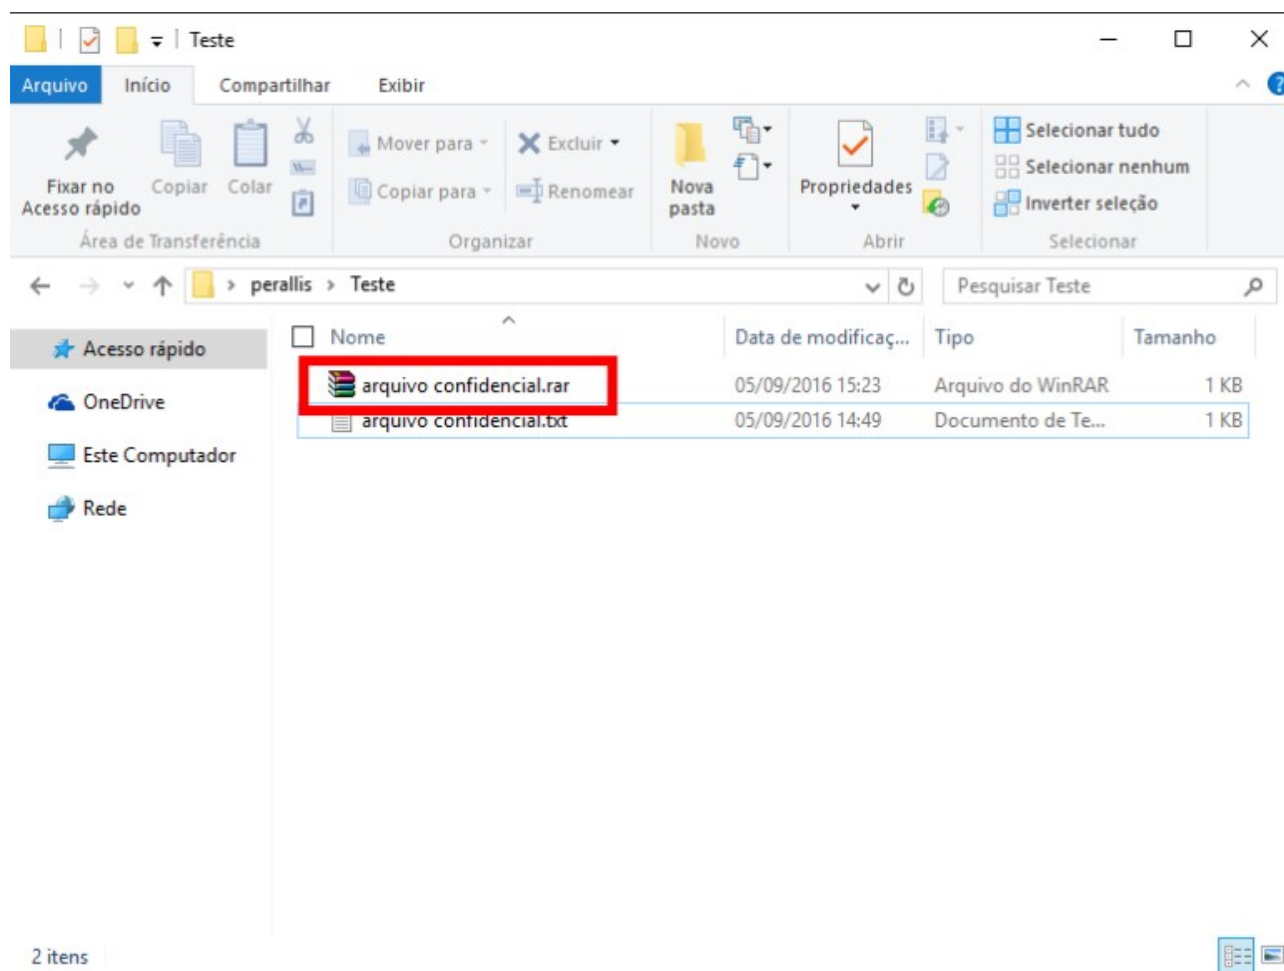 Teste
Arquivo Início Compartilhar Exibir
Fixar no Acesso rápido
Copiar
Colar
Mover para
Copiar para
Excluir
Renomear
Nova pasta
Propriedades
Selecionar tudo
Selecionar nenhum
Inverter seleção
Área de Transferência Organizar Novo Abrir Selecionar
perallis > Teste
Pesquisar Teste
Acesso rápido
OneDrive
Este Computador
Rede
Nome Data de modificaç... Tipo Tamanho
arquivo confidencial.rar 05/09/2016 15:23 Arquivo do WinRAR 1 KB
arquivo confidencial.txt 05/09/2016 14:49 Documento de Te... 1 KB
2 itens